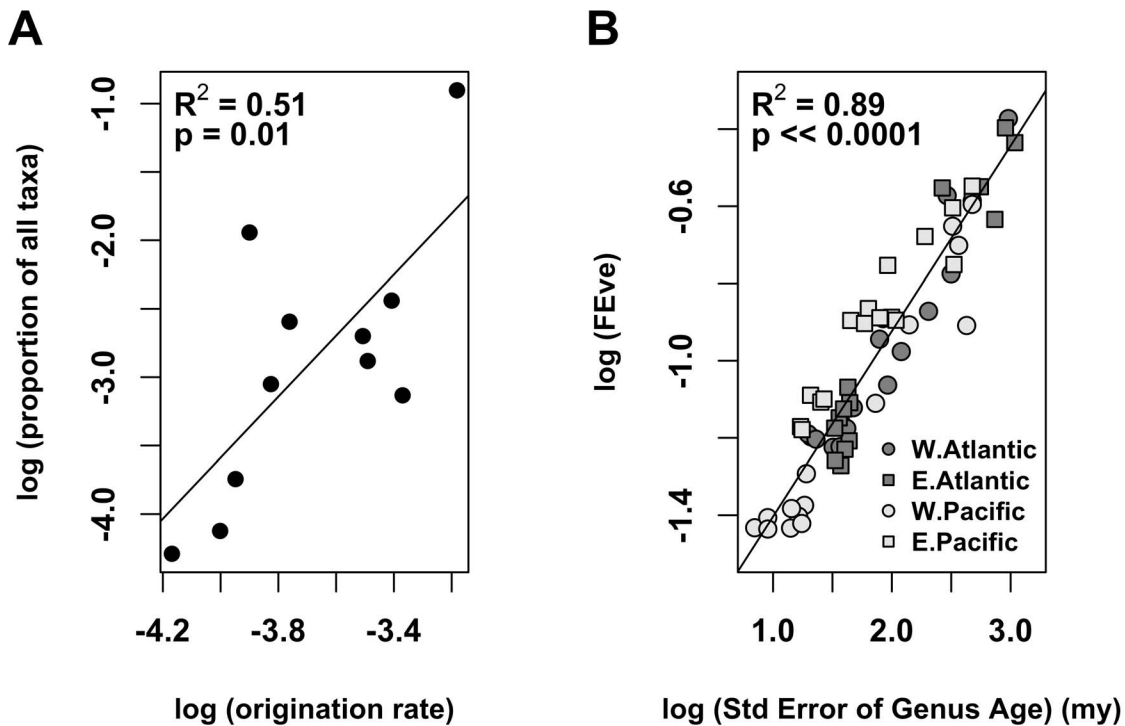 A
R² = 0.51
p = 0.01
log (proportion of all taxa)
-1.0
-2.0
-3.0
-4.0
-4.2 -3.8 -3.4
log (origination rate)
B
R² = 0.89
p << 0.0001
log (FEve)
-0.6
-1.0
-1.4
W.Atlantic
E.Atlantic
W.Pacific
E.Pacific
1.0 2.0 3.0
log (Std Error of Genus Age) (my)